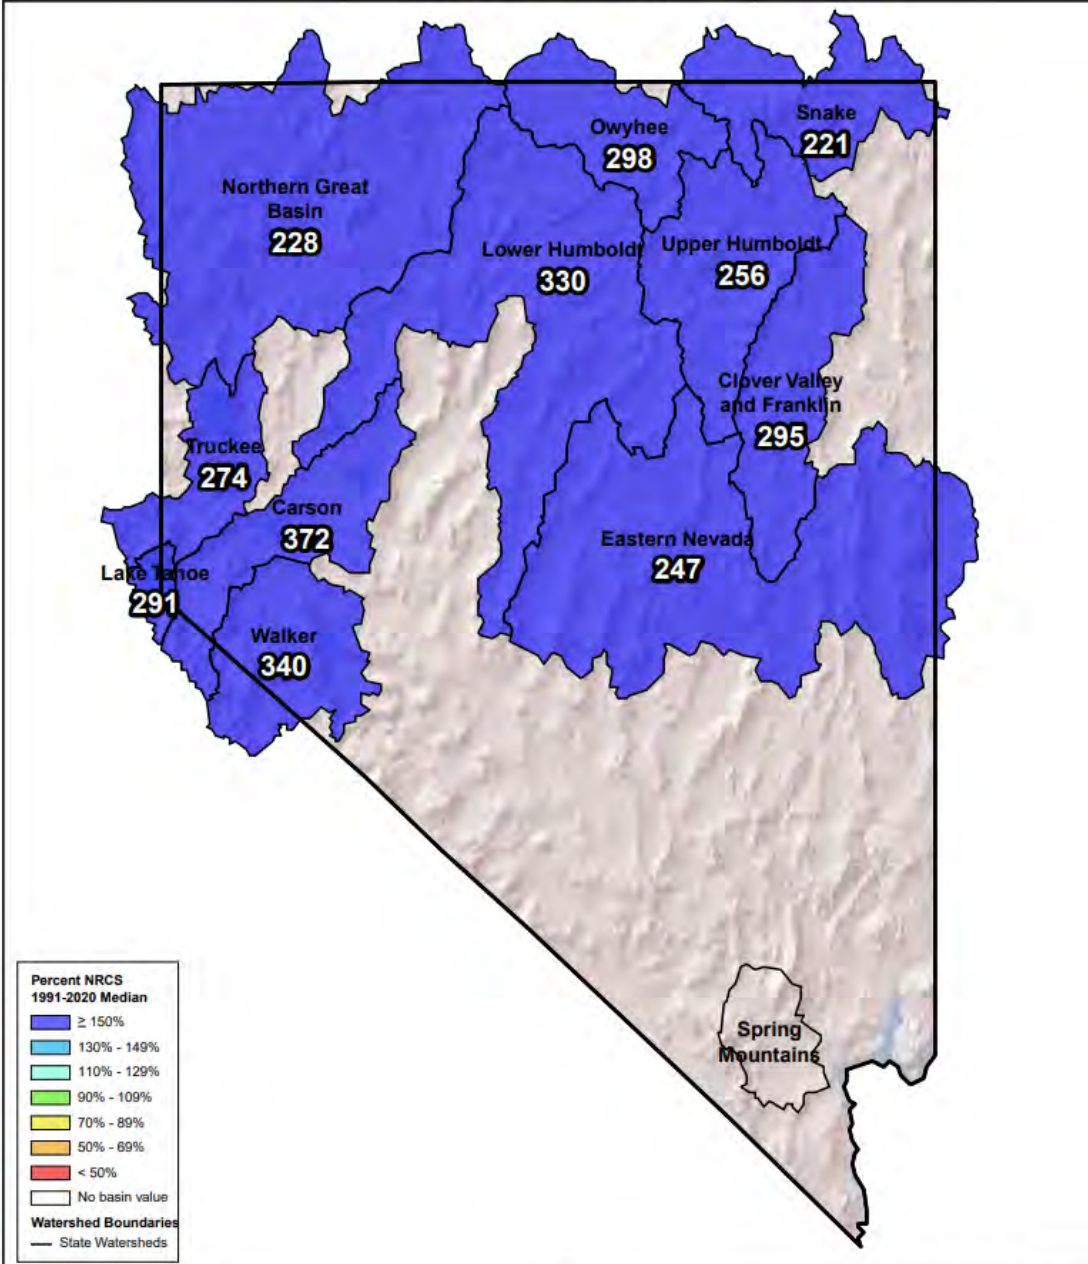 Snake
221
Owyhee
298
Northern Great
Basin
228
Lower Humboldt
330
Upper Humboldt
256
Clover Valley
and Franklin
295
Truckee
274
Carson
372
Eastern Nevada
247
Lake Tahoe
291
Walker
340
Spring
Mountains
Percent NRCS
1991-2020 Median
≥ 150%
130% - 149%
110% - 129%
90% - 109%
70% - 89%
50% - 69%
< 50%
No basin value
Watershed Boundaries
State Watersheds